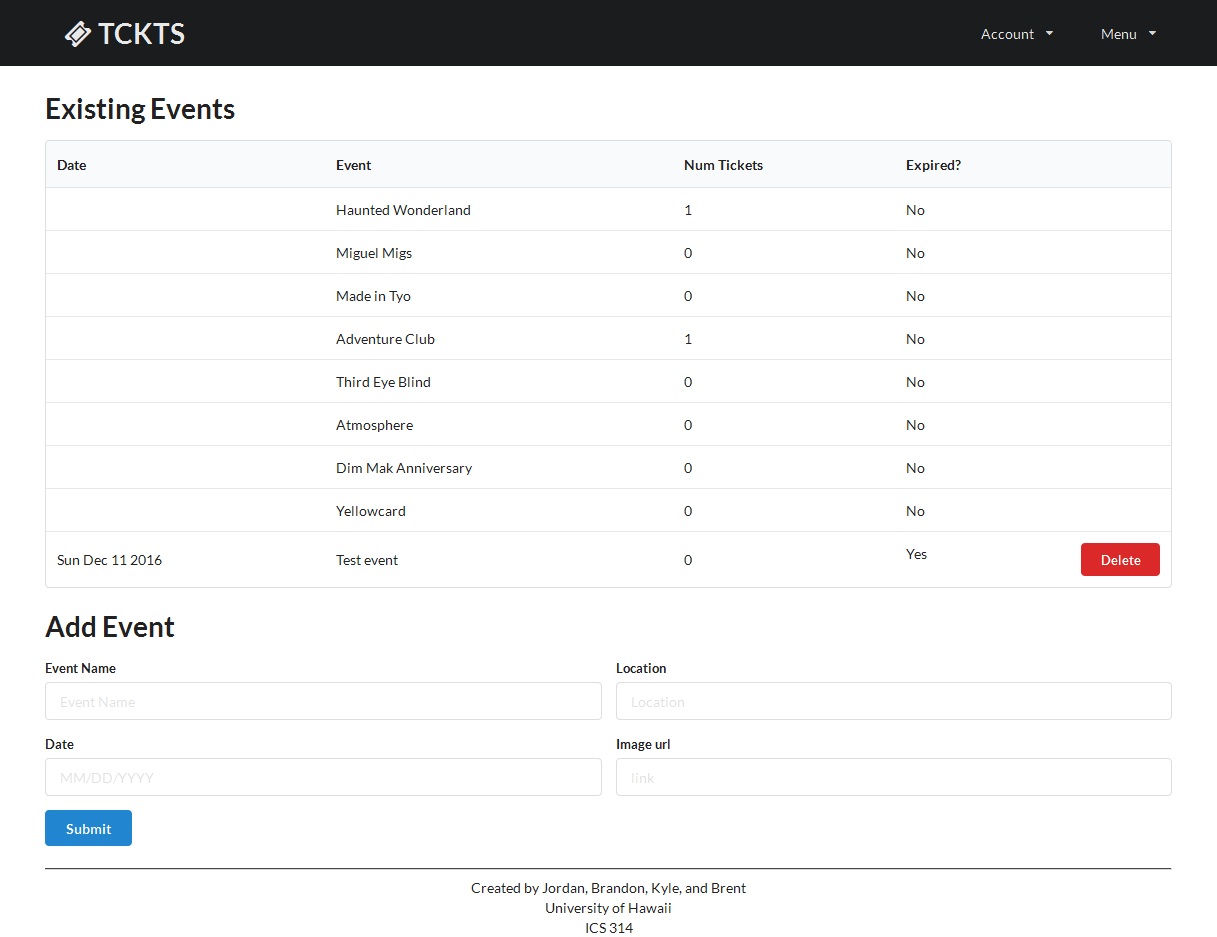 TCKTS Account Menu
Existing Events
Date Event Num Tickets Expired?
Haunted Wonderland 1 No
Miguel Migs 0 No
Made in Tyo 0 No
Adventure Club 1 No
Third Eye Blind 0 No
Atmosphere 0 No
Dim Mak Anniversary 0 No
Yellowcard 0 No
Sun Dec 11 2016 Test event 0 Yes Delete
Add Event
Event Name Location
Event Name Location
Date Image url
MM/DD/YYYY link
Submit
Created by Jordan, Brandon, Kyle, and Brent
University of Hawaii
ICS 314